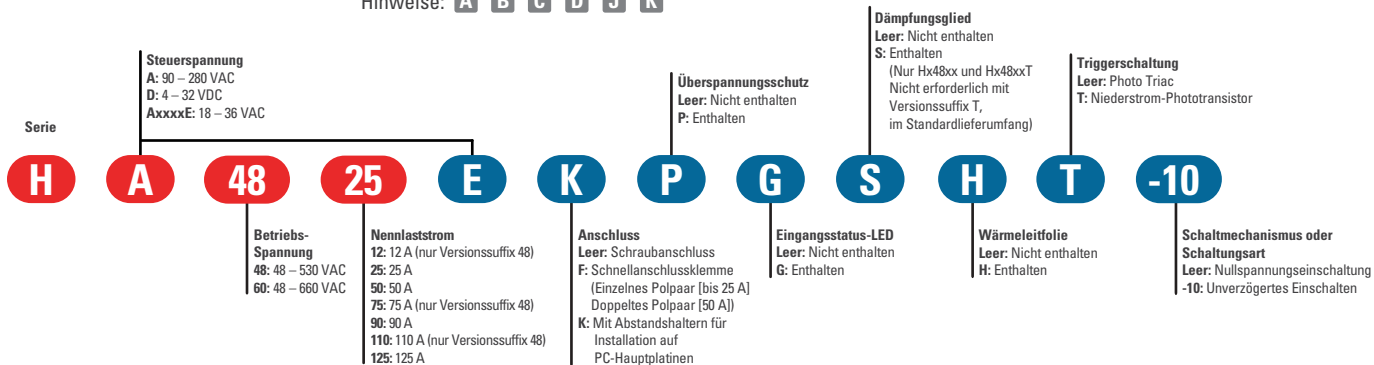 Hinweise: A B C D J K
Steuerspannung
A: 90 – 280 VAC
D: 4 – 32 VDC
AxxxxE: 18 – 36 VAC
Überspannungsschutz
Leer: Nicht enthalten
P: Enthalten
Dämpfungsglied
Leer: Nicht enthalten
S: Enthalten
(Nur Hx48xx und Hx48xxT
Nicht erforderlich mit
Versionssuffix T,
im Standardlieferumfang)
Triggerschaltung
Leer: Photo Triac
T: Niederstrom-Phototransistor
Serie
H A 48 25 E K P G S H T -10
Betriebs-
Spannung
48: 48 – 530 VAC
60: 48 – 660 VAC
Nennlaststrom
12: 12 A (nur Versionssuffix 48)
25: 25 A
50: 50 A
75: 75 A (nur Versionssuffix 48)
90: 90 A
110: 110 A (nur Versionssuffix 48)
125: 125 A
Anschluss
Leer: Schraubanschluss
F: Schnellanschlussklemme
(Einzelnes Polpaar [bis 25 A]
Doppeltes Polpaar [50 A])
K: Mit Abstandshaltern für
Installation auf
PC-Hauptplatinen
Eingangsstatus-LED
Leer: Nicht enthalten
G: Enthalten
Wärmeleitfolie
Leer: Nicht enthalten
H: Enthalten
Schaltmechanismus oder
Schaltungsart
Leer: Nullspannungseinschaltung
-10: Unverzögertes Einschalten